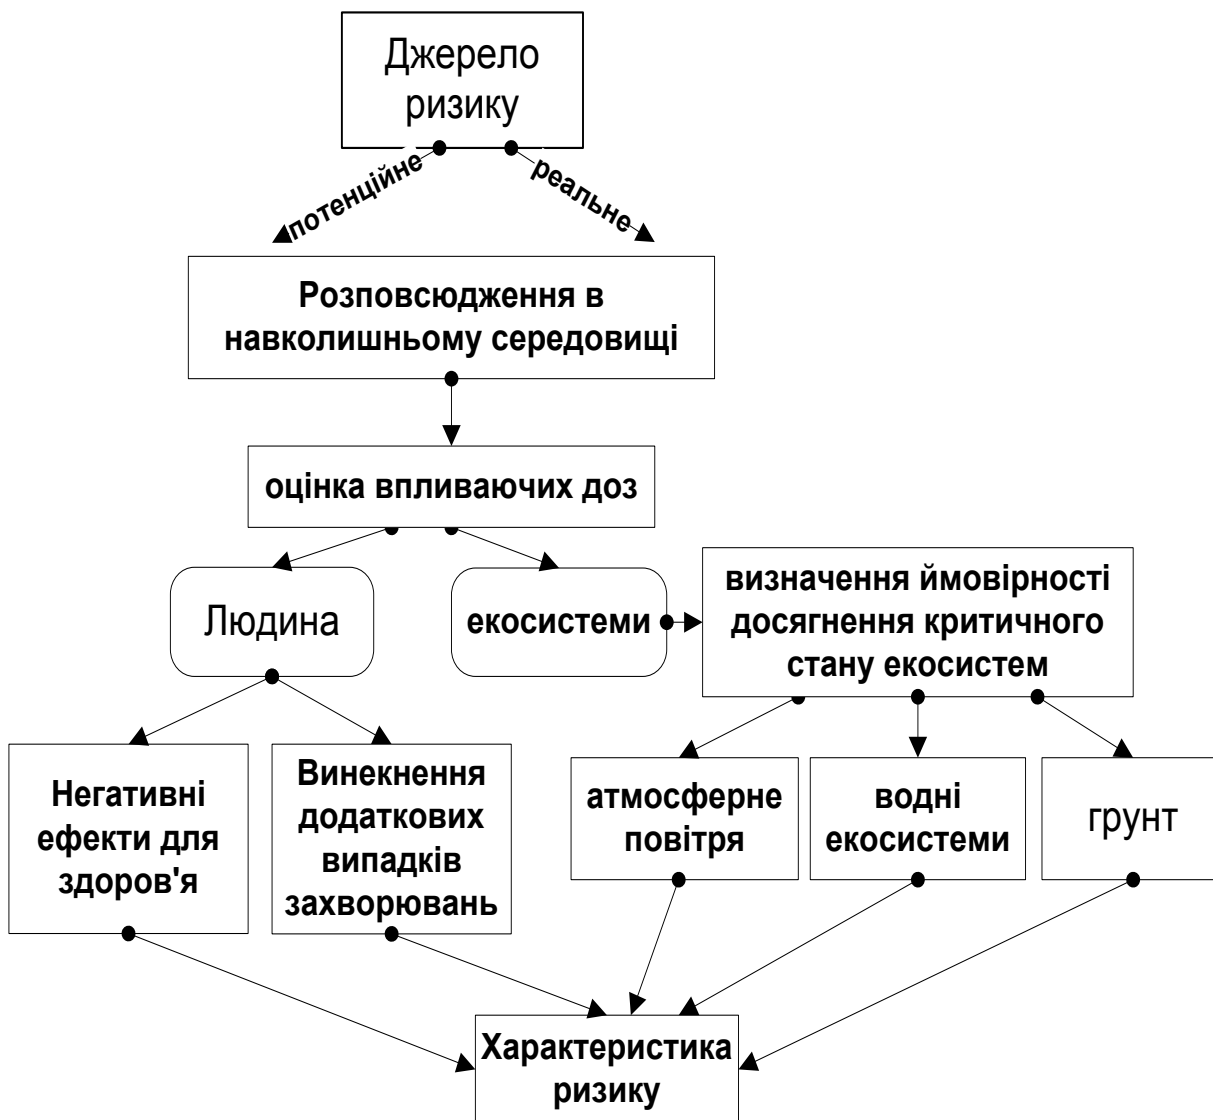 Джерело
ризику
потенційне
реальне
Розповсюдження в
навколишньому середовищі
оцінка впливаючих доз
Людина
екосистеми
визначення ймовірності
досягнення критичного
стану екосистем
Негативні
ефекти для
здоров'я
Винекнення
додаткових
випадків
захворювань
атмосферне
повітря
водні
екосистеми
грунт
Характеристика
ризику